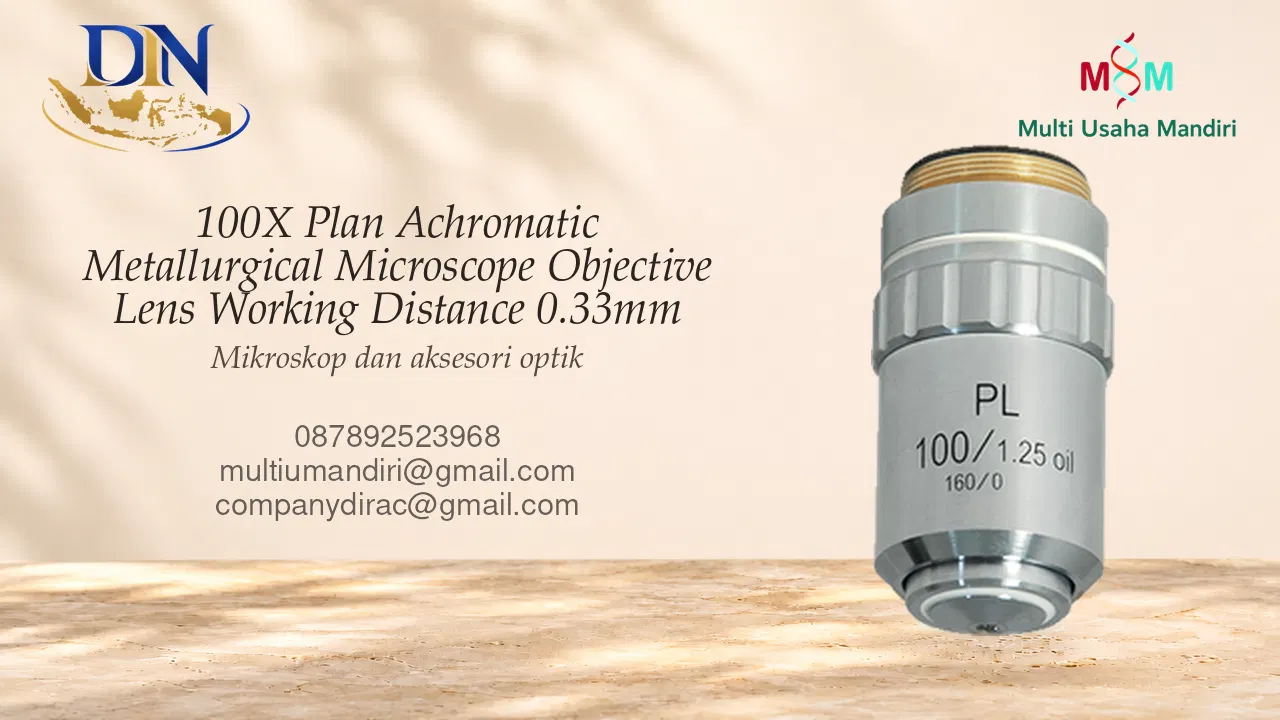 DN
M M
Multi Usaha Mandiri
100X Plan Achromatic
Metallurgical Microscope Objective
Lens Working Distance 0.33mm
Mikroskop dan aksesori optik
087892523968
multiumandiri@gmail.com
companydirac@gmail.com
PL
100/1.25 oil
160/0